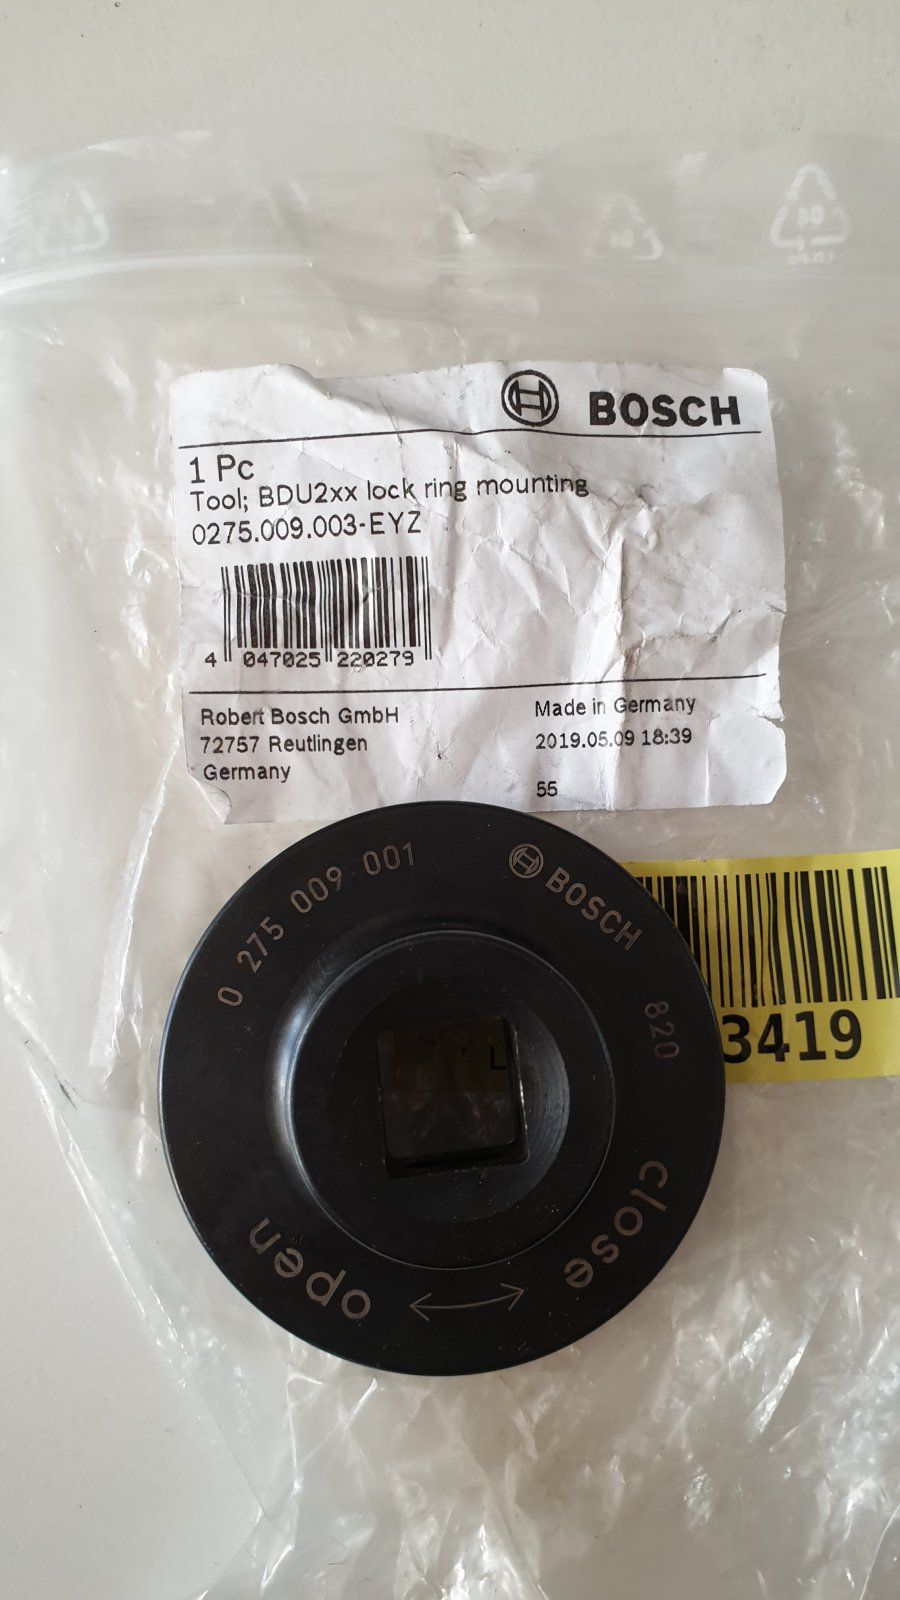 BOSCH
1 Pc
Tool; BDU2xx lock ring mounting
0275.009.003-EYZ
4 047025 220279
Robert Bosch GmbH
72757 Reutlingen
Germany
Made in Germany
2019.05.09 18:39
55
0 275 009 001
BOSCH
820
3419
close
open